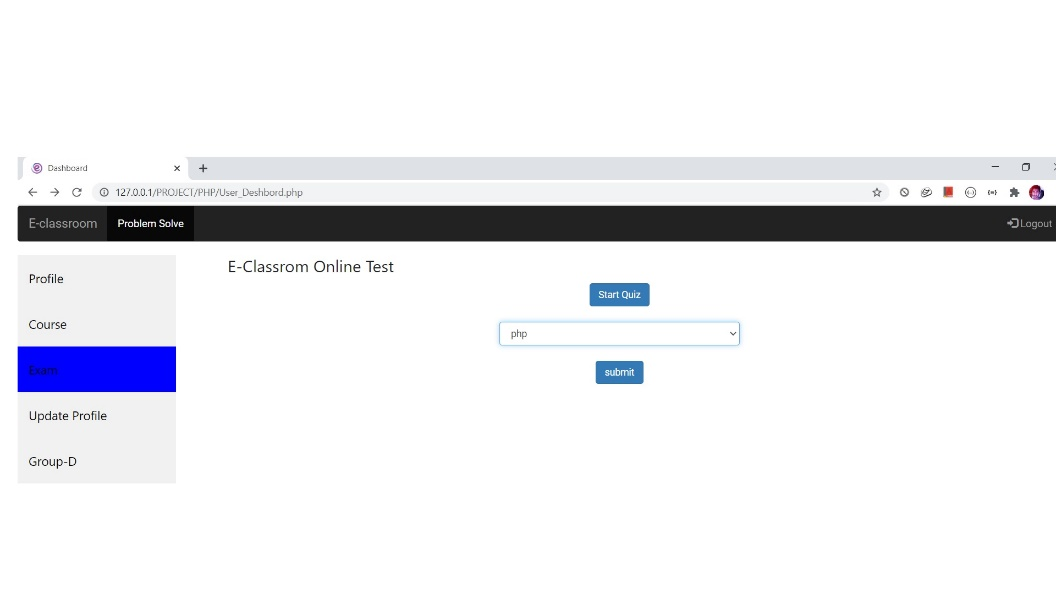 Dashboard
127.0.0.1/PROJECT/PHP/User_Deshbord.php
E-classroom Problem Solve Logout
Profile
E-Classrom Online Test
Start Quiz
Course
php
Exam
submit
Update Profile
Group-D